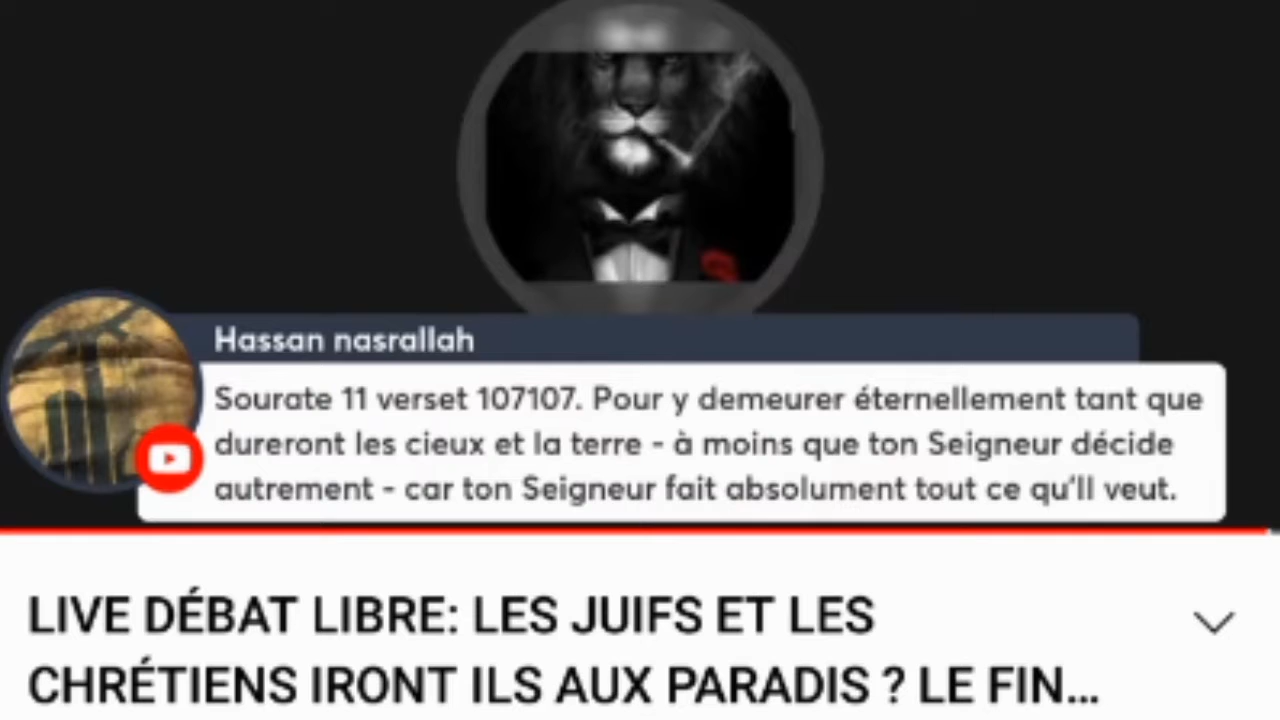 Hassan nasrallah
Sourate 11 verset 107107. Pour y demeurer éternellement tant que
dureront les cieux et la terre - à moins que ton Seigneur décide
autrement - car ton Seigneur fait absolument tout ce qu'Il veut.
LIVE DÉBAT LIBRE: LES JUIFS ET LES
CHRÉTIENS IRONT ILS AUX PARADIS ? LE FIN...